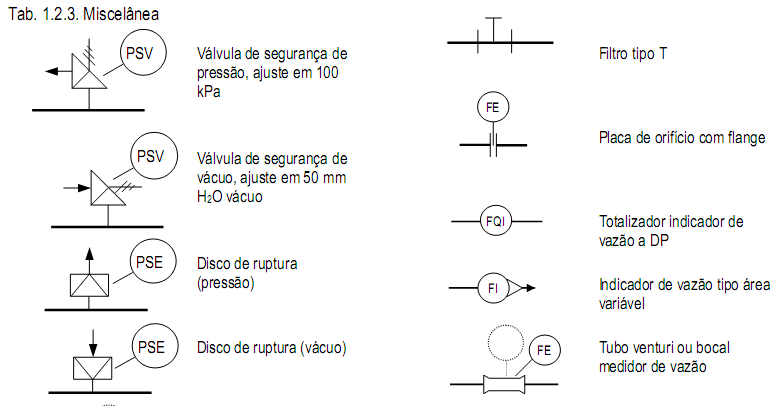 Tab. 1.2.3. Miscelânea
PSV
Válvula de segurança de
pressão, ajuste em 100
kPa
PSV
Válvula de segurança de
vácuo, ajuste em 50 mm
H₂O vácuo
PSE
Disco de ruptura
(pressão)
PSE
Disco de ruptura (vácuo)
Filtro tipo T
FE
Placa de orifício com flange
FQI
Totalizador indicador de
vazão a DP
FI
Indicador de vazão tipo área
variável
FE
Tubo venturi ou bocal
medidor de vazão